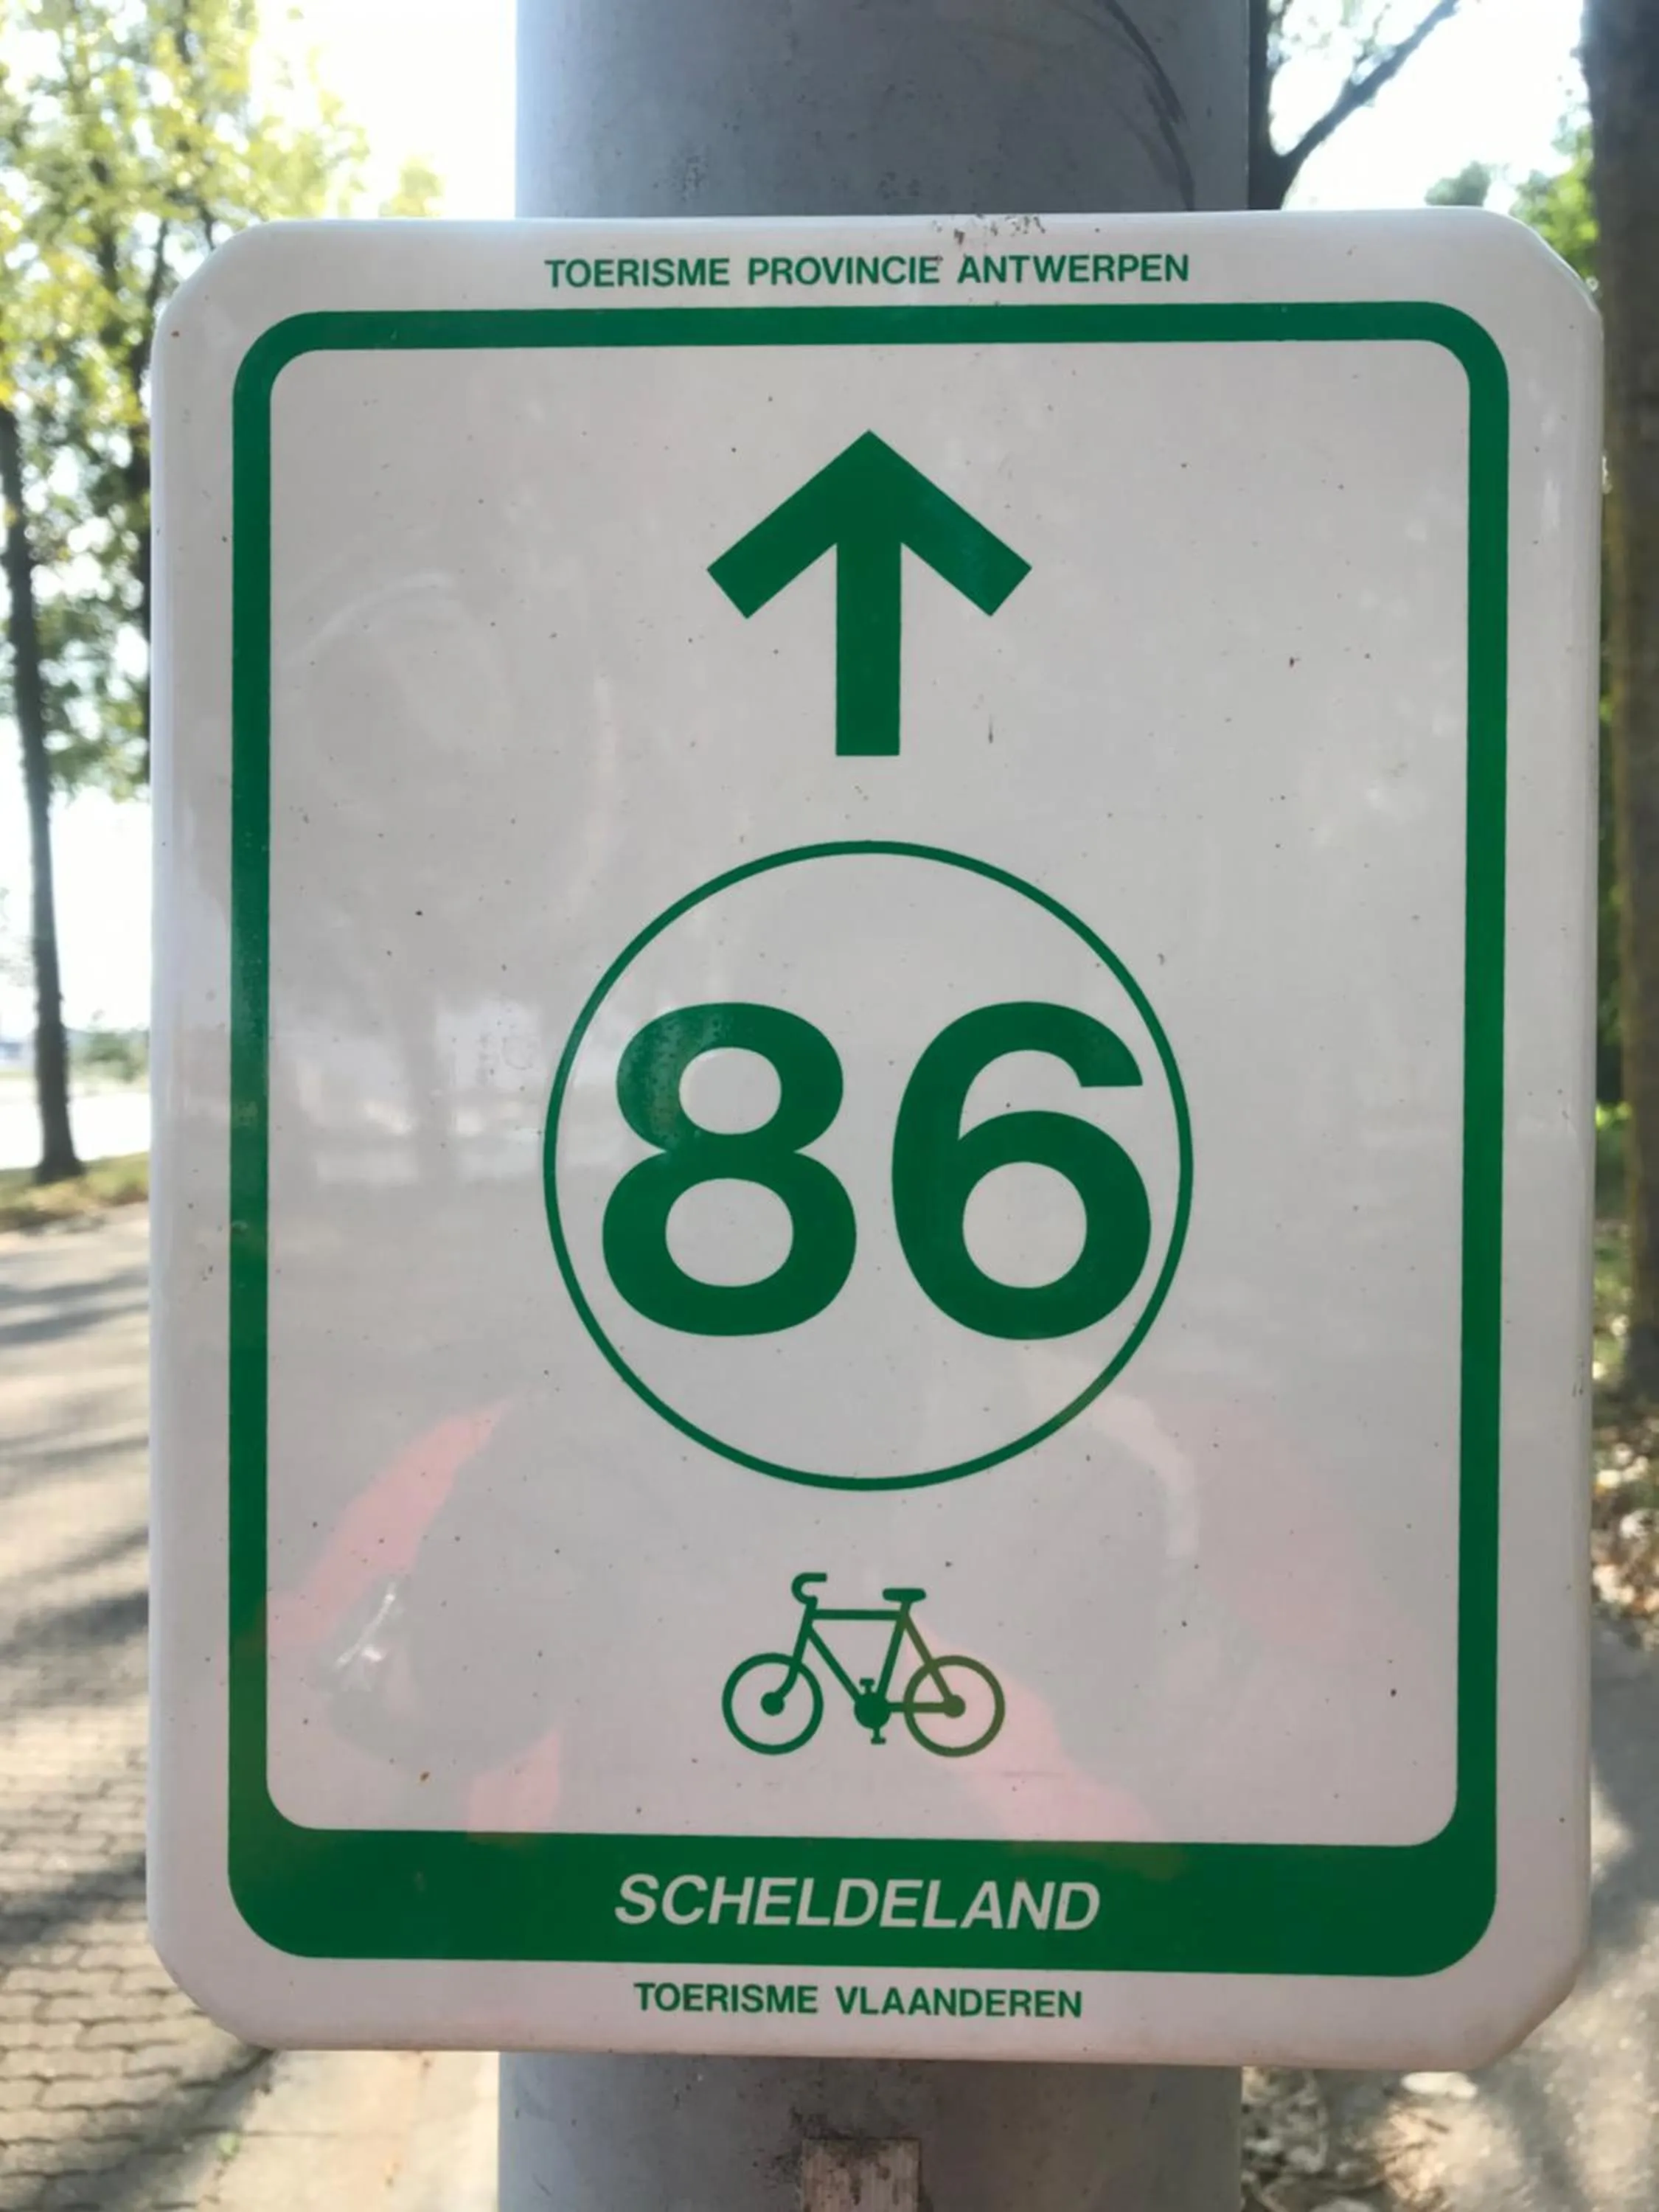 TOERISME PROVINCIE ANTWERPEN
86
SCHELDELAND
TOERISME VLAANDEREN